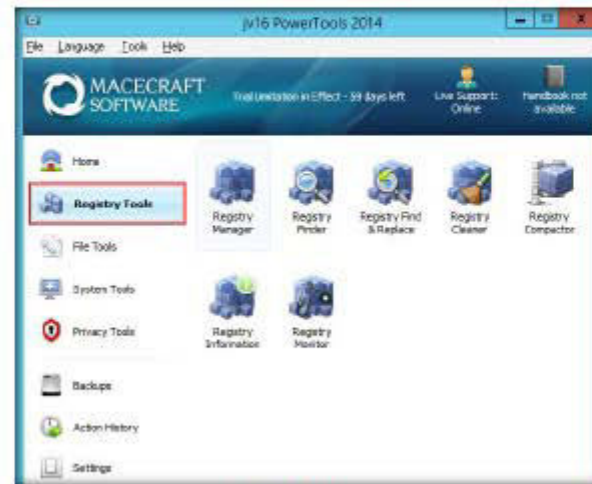 jv16 PowerTools 2014
File Language Tools Help
MACECRAFT
SOFTWARE
Trial Limitation in Effect - 59 days left
Live Support:
Online
Handbook not
available
Home
Registry Tools
File Tools
System Tools
Privacy Tools
Backups
Action History
Settings
Registry
Manager
Registry
Finder
Registry Find
& Replace
Registry
Cleaner
Registry
Compactor
Registry
Information
Registry
Monitor